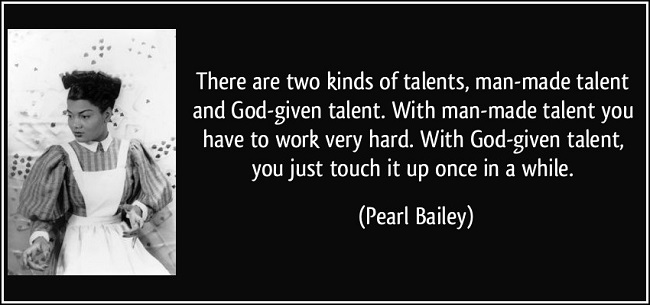 There are two kinds of talents, man-made talent
and God-given talent. With man-made talent you
have to work very hard. With God-given talent,
you just touch it up once in a while.
(Pearl Bailey)